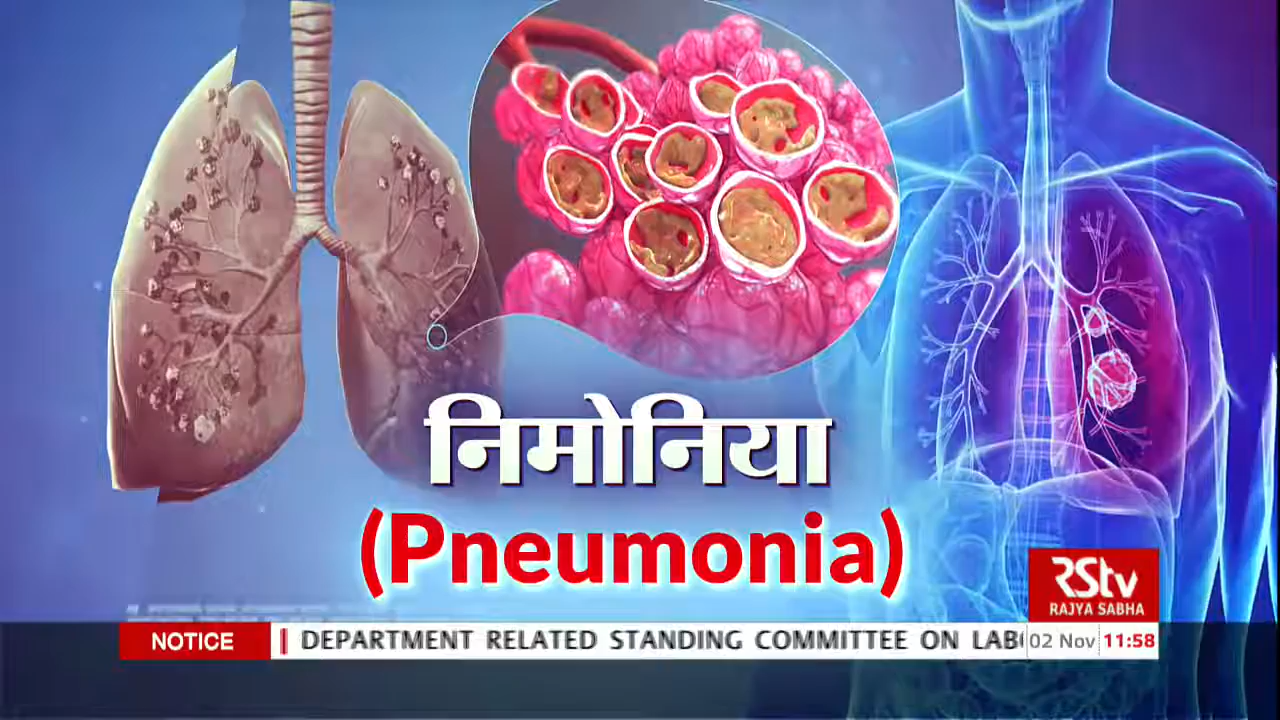 निमोनिया
(Pneumonia)
RStv
RAJYA SABHA
NOTICE
DEPARTMENT RELATED STANDING COMMITTEE ON
02 Nov
11:58